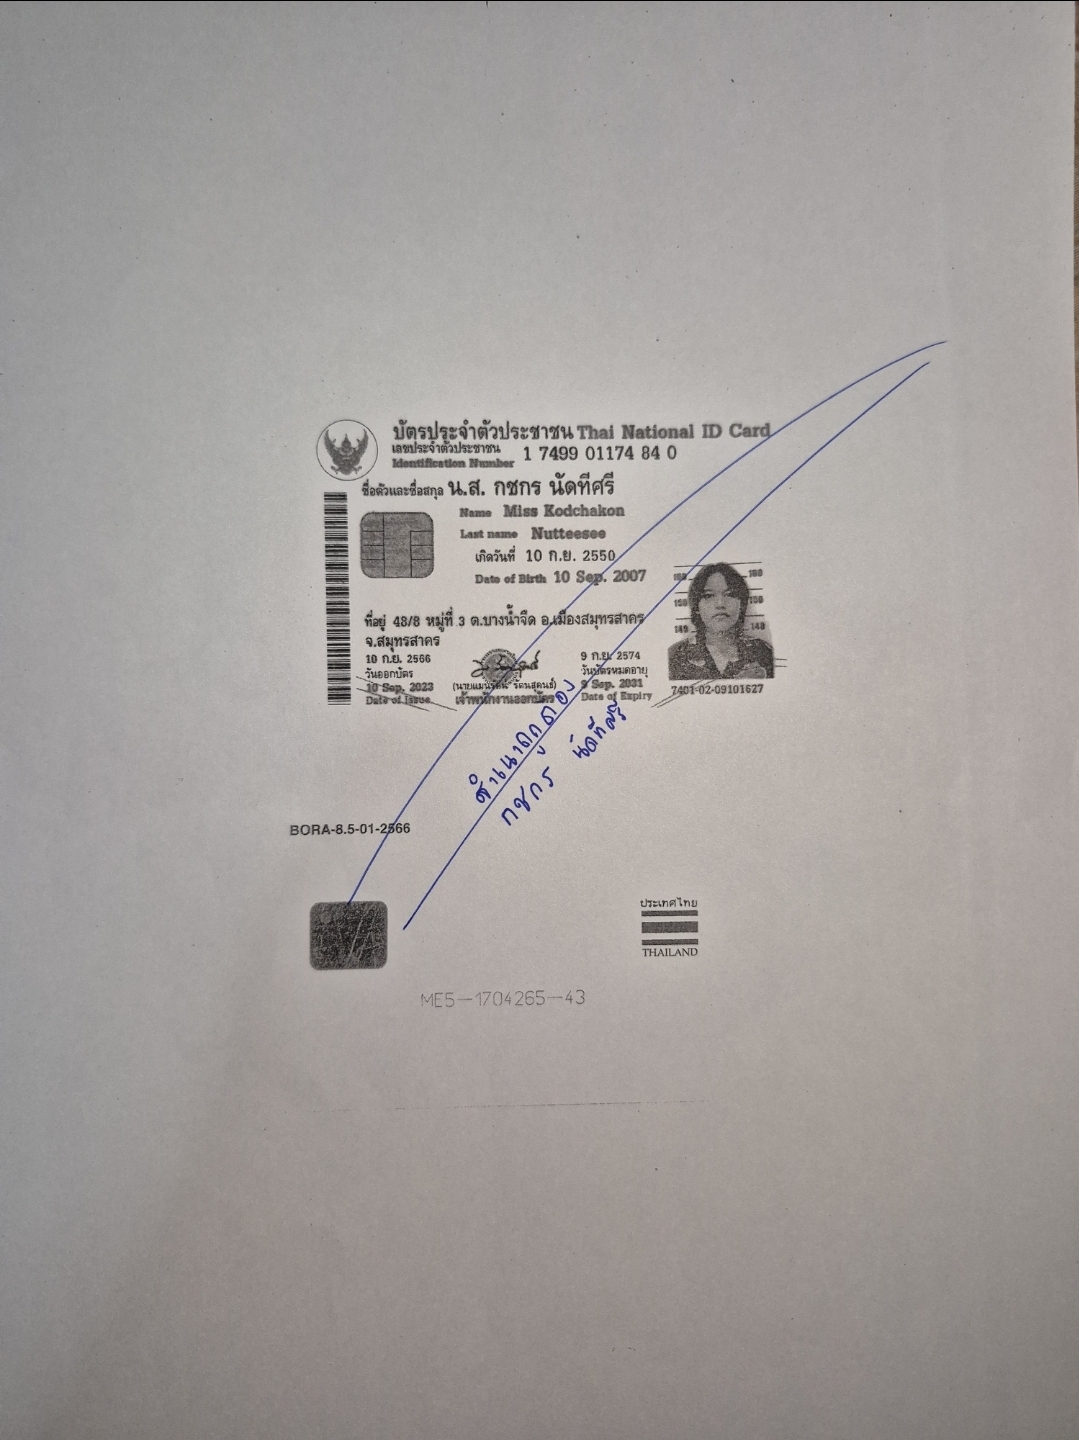 บัตรประจำตัวประชาชน Thai National ID Card
เลขประจำตัวประชาชน 1 7499 01174 84 0
Identification Number
ชื่อตัวและชื่อสกุล น.ส. กชกร นัดทีศรี
Name Miss Kodchakon
Last name Nutteesee
เกิดวันที่ 10 ก.ย. 2550
Date of Birth 10 Sep. 2007
ที่อยู่ 48/8 หมู่ที่ 3 ต.บางน้ำจืด อ.เมืองสมุทรสาคร
จ.สมุทรสาคร
10 ก.ย. 2566
วันออกบัตร
10 Sep. 2023
Date of Issue
เจ้าพนักงานออกบัตร
9 ก.ย. 2574
วันบัตรหมดอายุ
9 Sep. 2031
Date of Expiry
160 160
150 150
140 140
7401-02-09101627
สำเนาถูกต้อง
กชกร นัดทีศรี
BORA-8.5-01-2566
ประเทศไทย
THAILAND
ME5-1704265-43